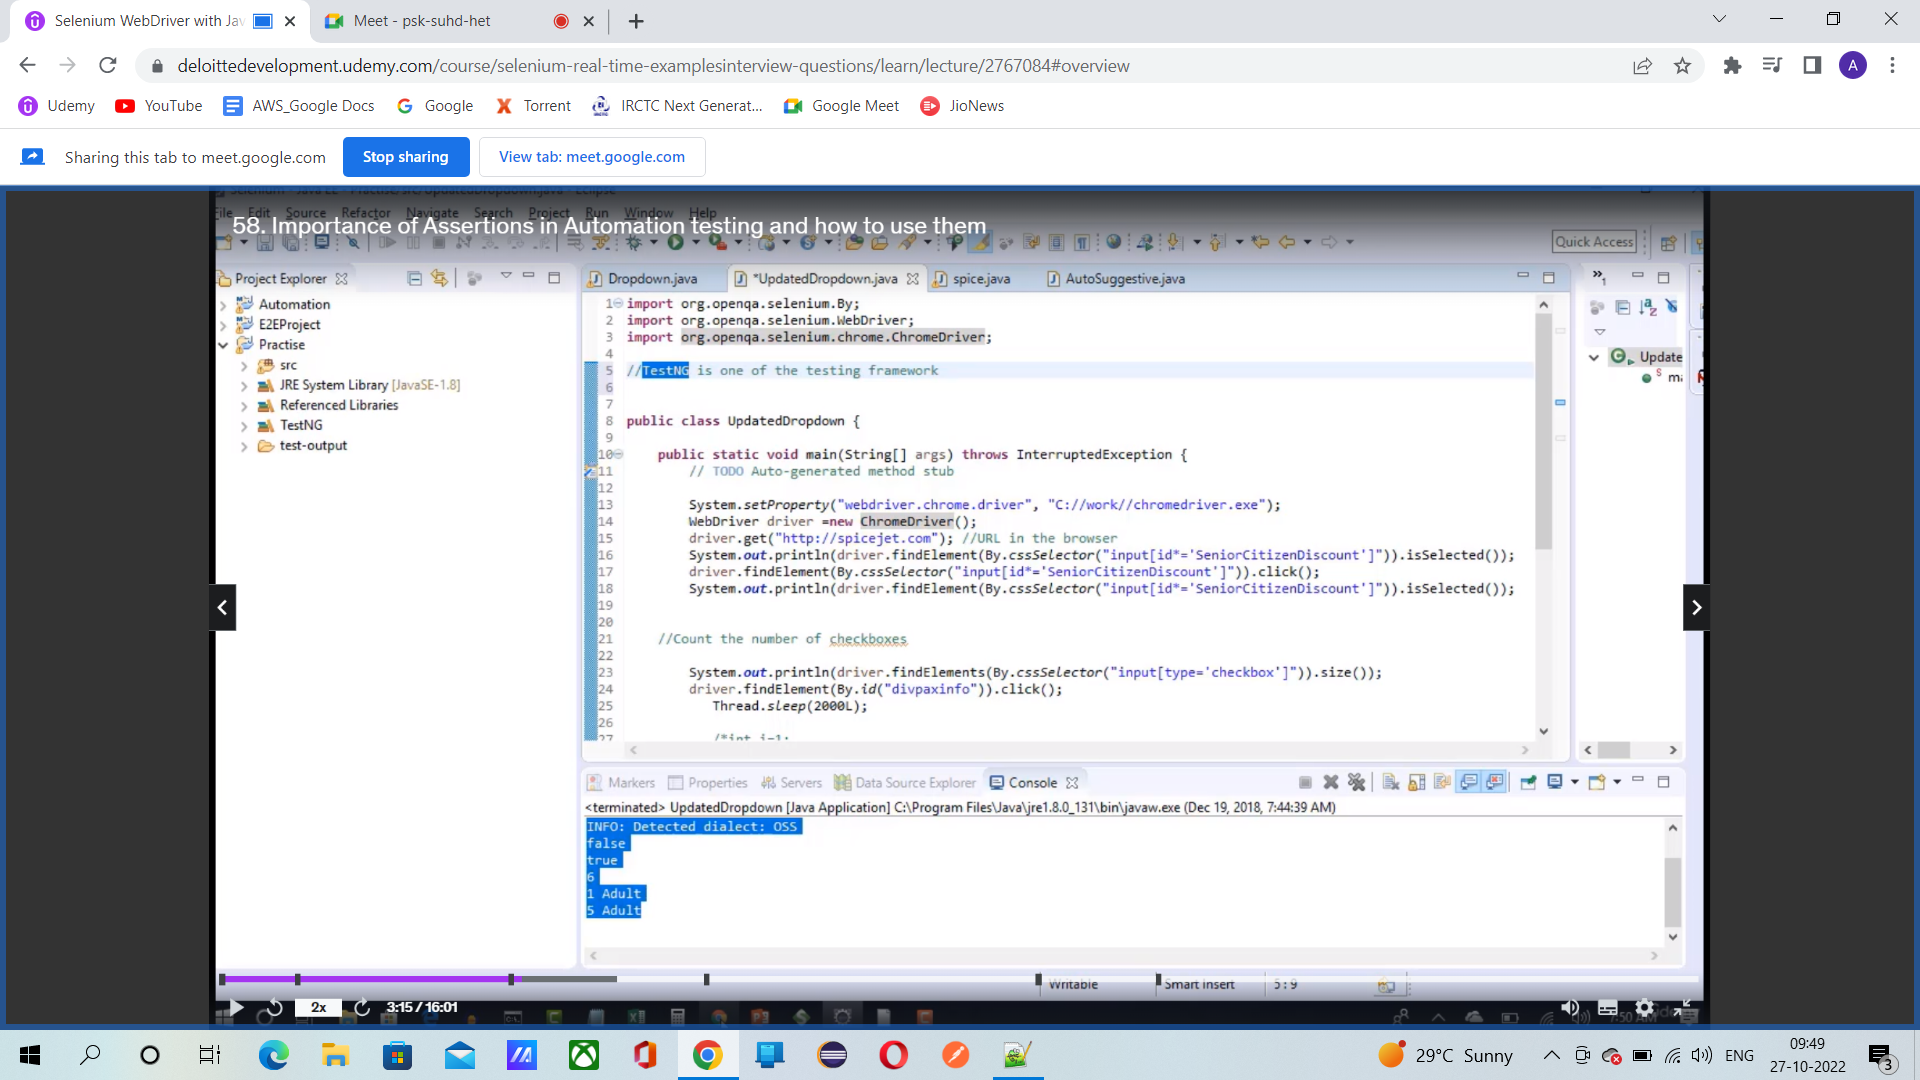 Selenium WebDriver with Jav
Meet - psk-suhd-het
deloittedevelopment.udemy.com/course/selenium-real-time-examplesinterview-questions/learn/lecture/2767084#overview
A
Udemy
YouTube
AWS_Google Docs
Google
Torrent
IRCTC Next Generat...
Google Meet
JioNews
Sharing this tab to meet.google.com
Stop sharing
View tab: meet.google.com
File Edit Source Refactor Navigate Search Project Run Window Help
58. Importance of Assertions in Automation testing and how to use them
Quick Access
Project Explorer
Automation
E2EProject
Practise
src
JRE System Library [JavaSE-1.8]
Referenced Libraries
TestNG
test-output
Dropdown.java
*UpdatedDropdown.java
spice.java
AutoSuggestive.java
1 import org.openqa.selenium.By;
2 import org.openqa.selenium.WebDriver;
3 import org.openqa.selenium.chrome.ChromeDriver;
4
5 //TestNG is one of the testing framework
6
7
8 public class UpdatedDropdown {
9
10 public static void main(String[] args) throws InterruptedException {
11 // TODO Auto-generated method stub
12
13 System.setProperty("webdriver.chrome.driver", "C://work//chromedriver.exe");
14 WebDriver driver =new ChromeDriver();
15 driver.get("http://spicejet.com"); //URL in the browser
16 System.out.println(driver.findElement(By.cssSelector("input[id*='SeniorCitizenDiscount']")).isSelected());
17 driver.findElement(By.cssSelector("input[id*='SeniorCitizenDiscount']")).click();
18 System.out.println(driver.findElement(By.cssSelector("input[id*='SeniorCitizenDiscount']")).isSelected());
19
20
21 //Count the number of checkboxes
22
23 System.out.println(driver.findElements(By.cssSelector("input[type='checkbox']")).size());
24 driver.findElement(By.id("divpaxinfo")).click();
25 Thread.sleep(2000L);
26
27 /*int i=1;
Update
Markers
Properties
Servers
Data Source Explorer
Console
<terminated> UpdatedDropdown [Java Application] C:\Program Files\Java\jre1.8.0_131\bin\javaw.exe (Dec 19, 2018, 7:44:39 AM)
INFO: Detected dialect: OSS
false
true
6
1 Adult
5 Adult
Writable
Smart Insert
5 : 9
2x
3:15 / 16:01
29°C Sunny
ENG
09:49
27-10-2022
3